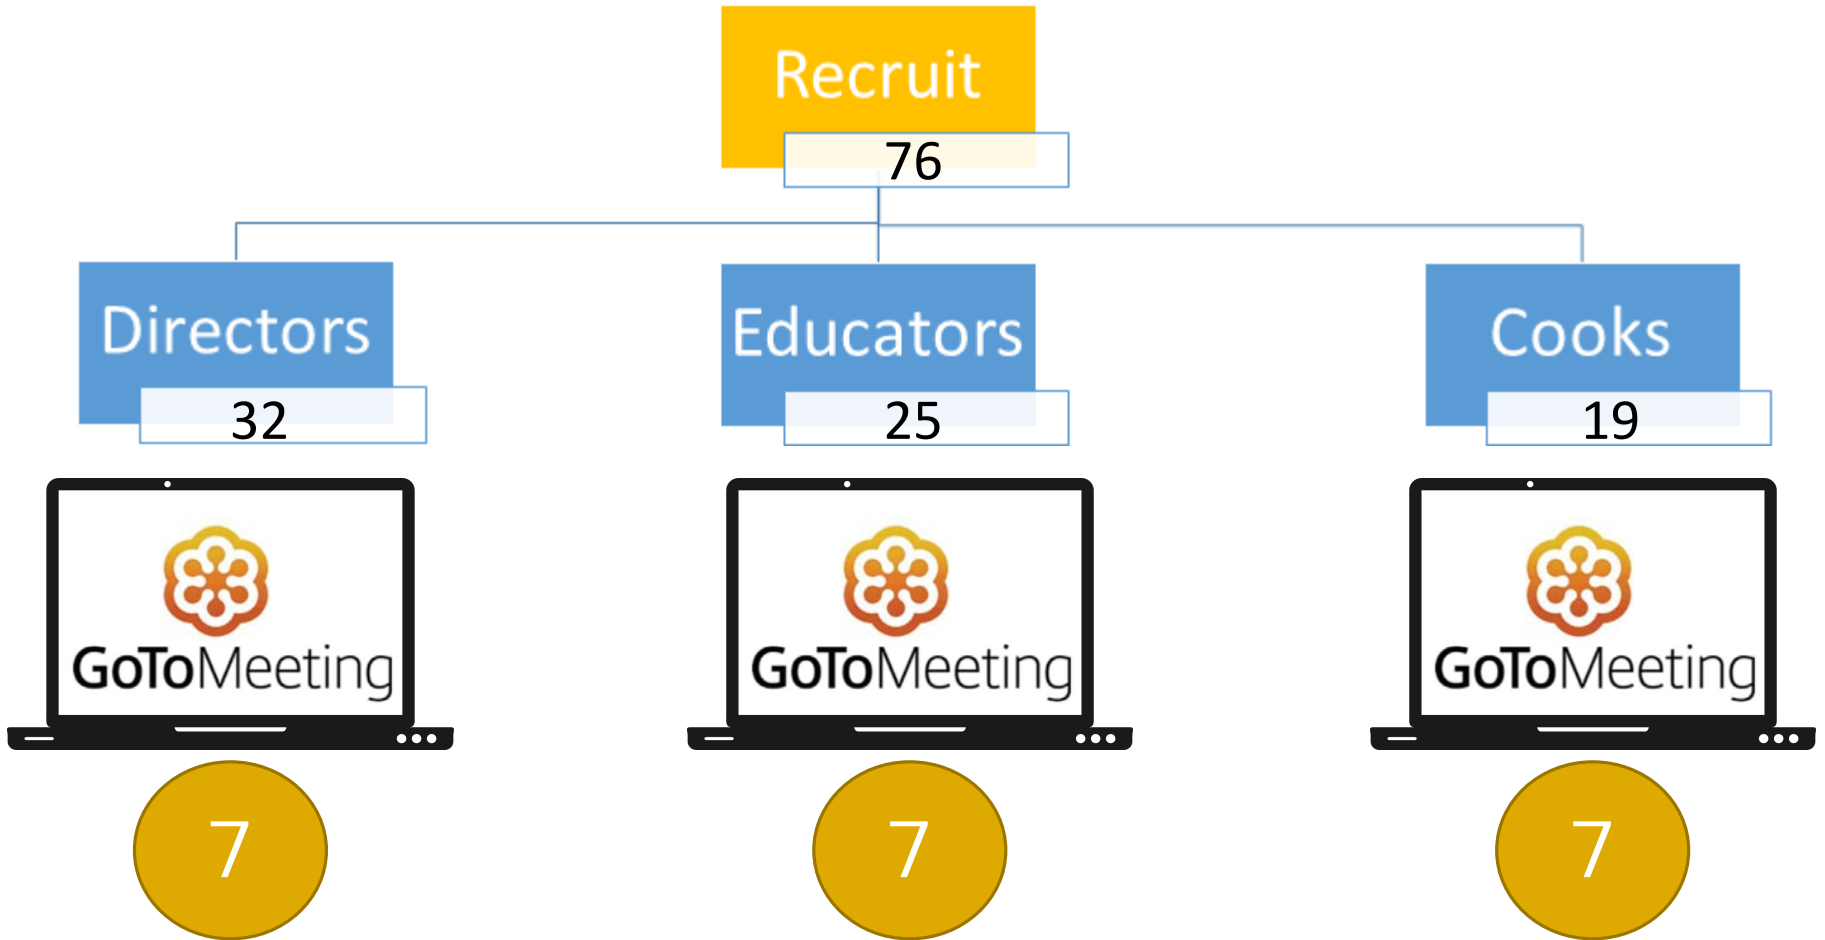 Recruit
76
Directors
Educators
Cooks
32
25
19
GoToMeeting
GoToMeeting
GoToMeeting
7
7
7